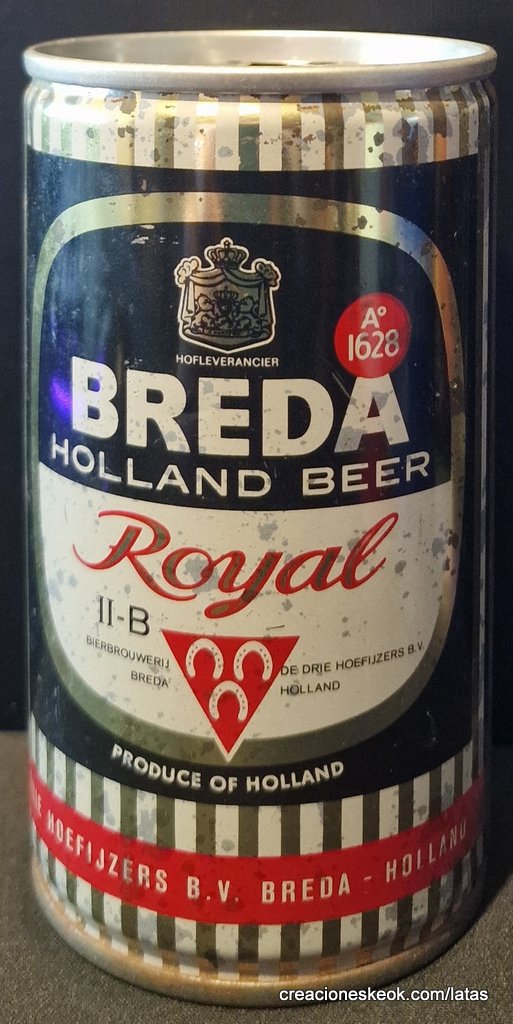 HOFLEVERANCIER
Aº
1628
BREDA
HOLLAND BEER
Royal
II-B
BIERBROUWERIJ
BREDA
DE DRIE HOEFIJZERS B.V.
HOLLAND
PRODUCE OF HOLLAND
HOEFIJZERS B.V. BREDA - HOLLAND
creacioneskeok.com/latas